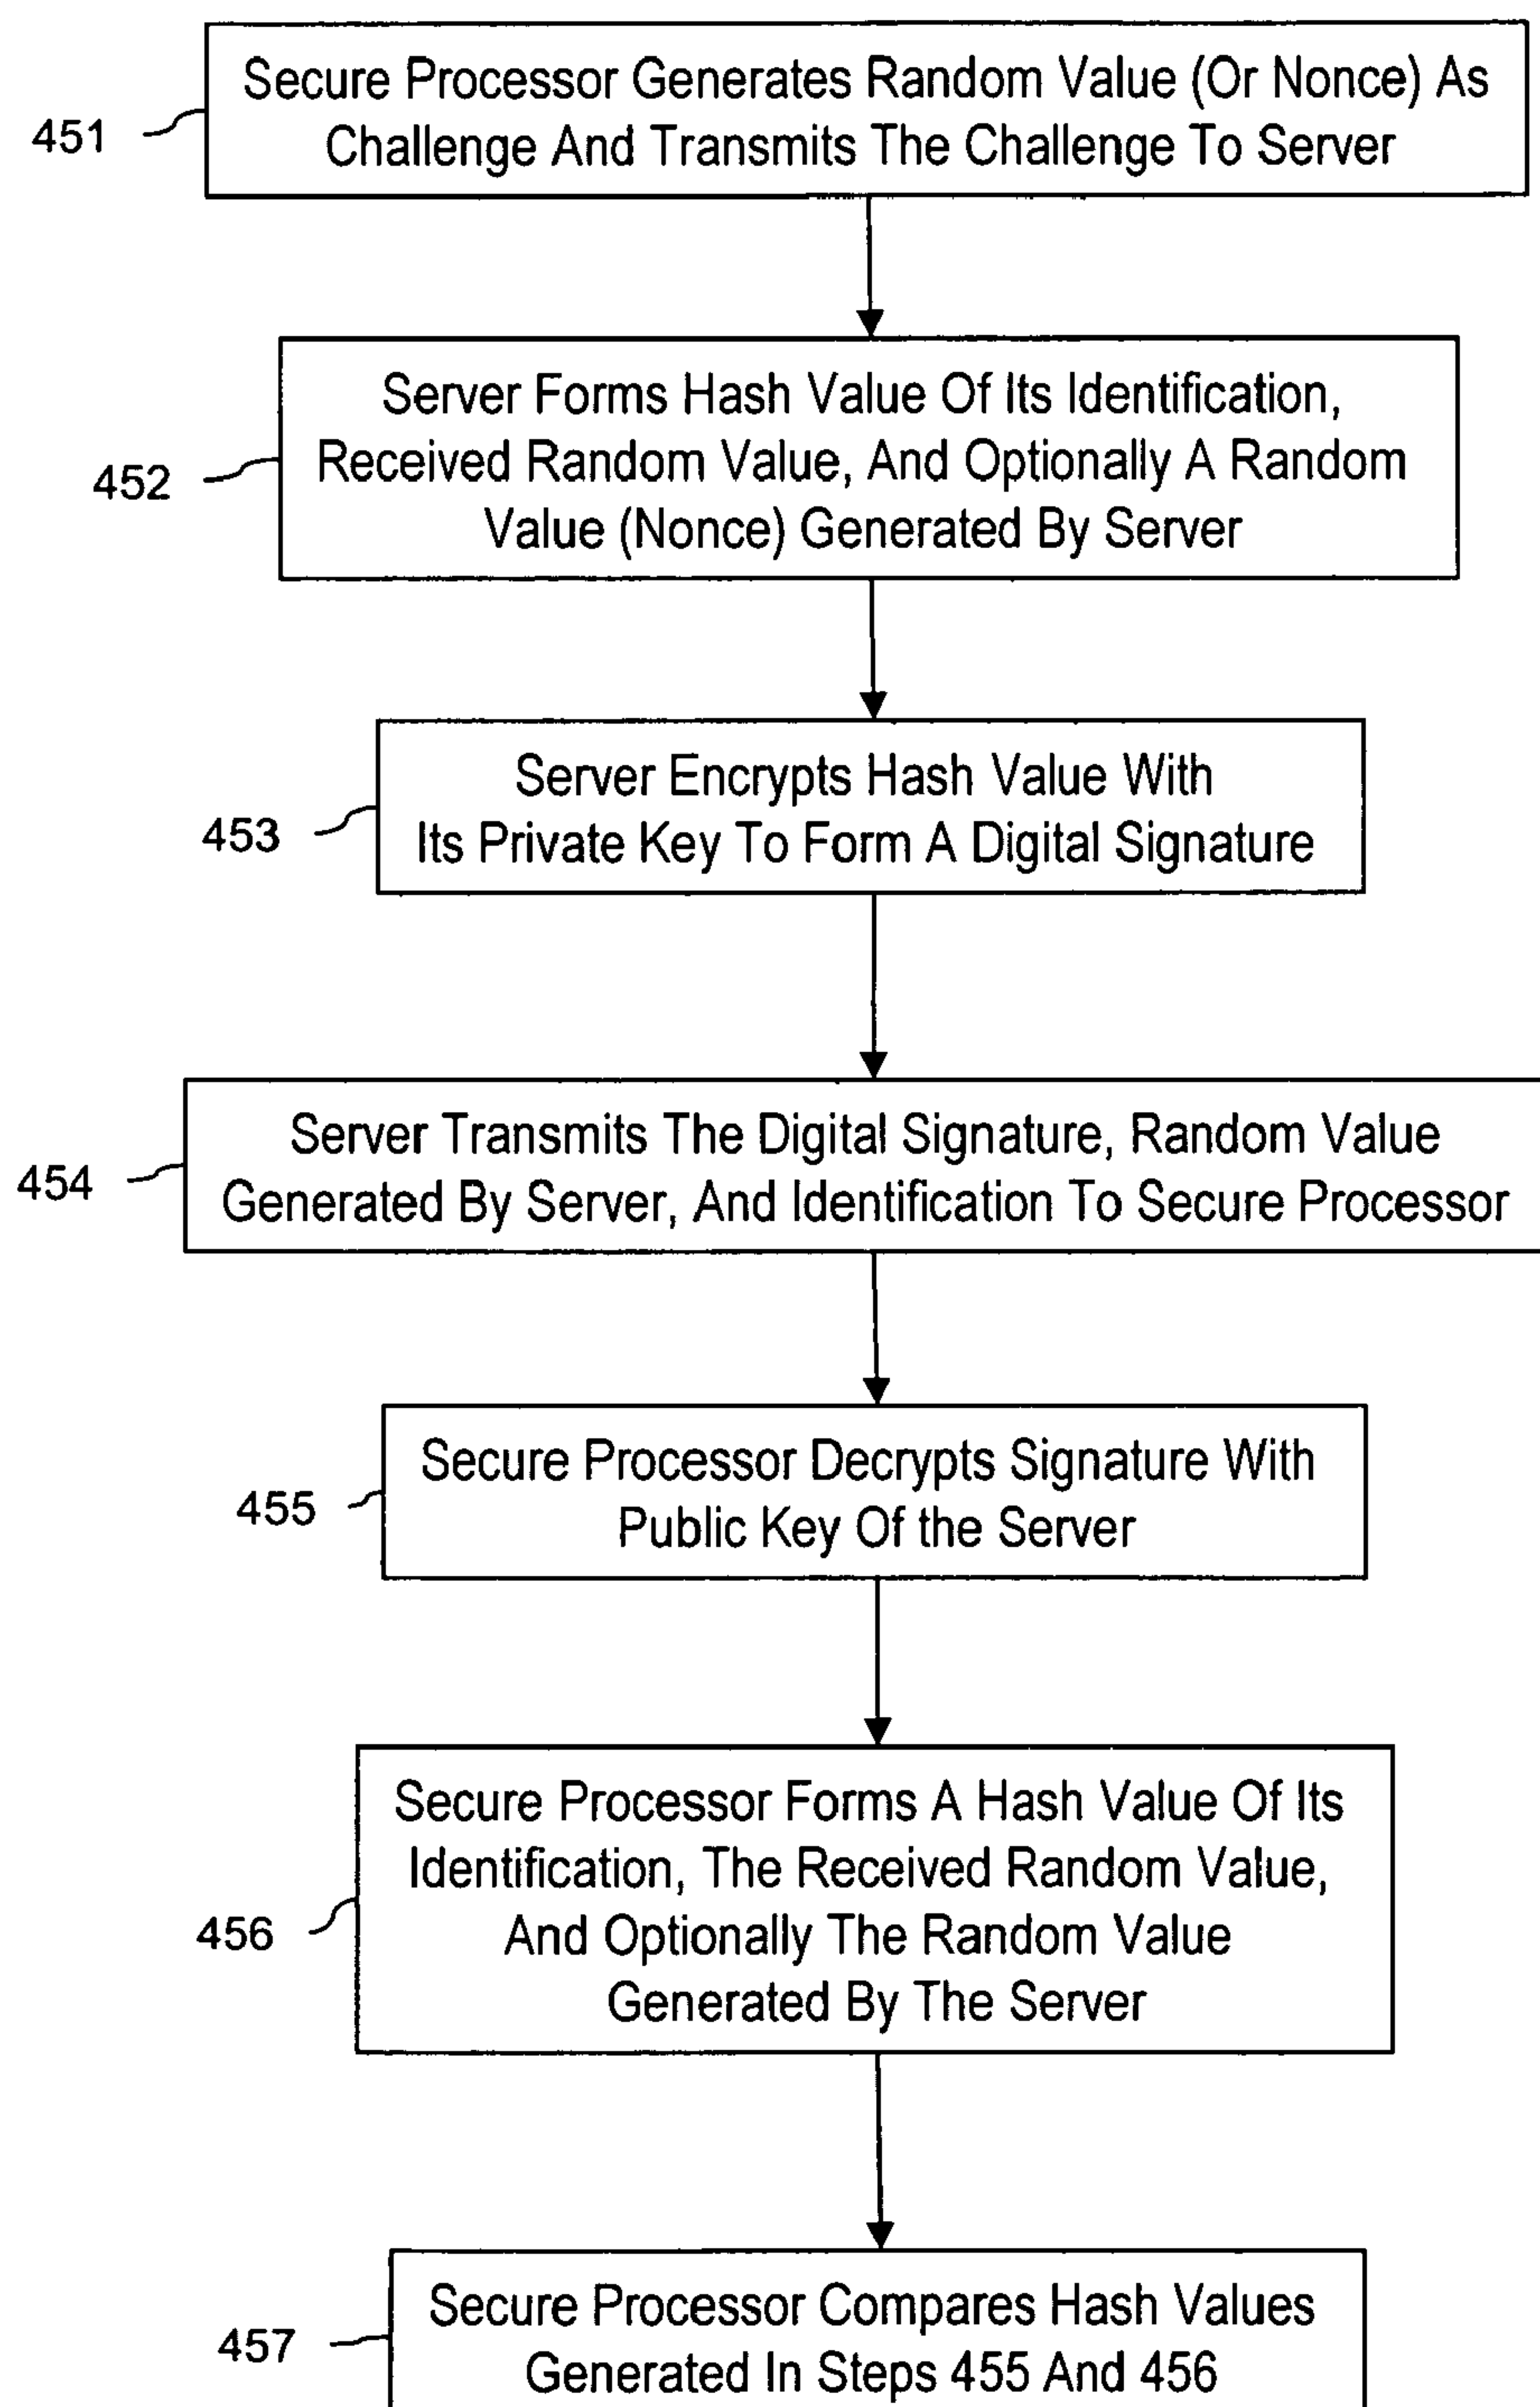 Secure Processor Generates Random Value (Or Nonce) As
Challenge And Transmits The Challenge To Server
451
Server Forms Hash Value Of Its Identification,
Received Random Value, And Optionally A Random
Value (Nonce) Generated By Server
452
Server Encrypts Hash Value With
Its Private Key To Form A Digital Signature
453
Server Transmits The Digital Signature, Random Value
Generated By Server, And Identification To Secure Processor
454
Secure Processor Decrypts Signature With
Public Key Of the Server
455
Secure Processor Forms A Hash Value Of Its
Identification, The Received Random Value,
And Optionally The Random Value
Generated By The Server
456
Secure Processor Compares Hash Values
Generated In Steps 455 And 456
457